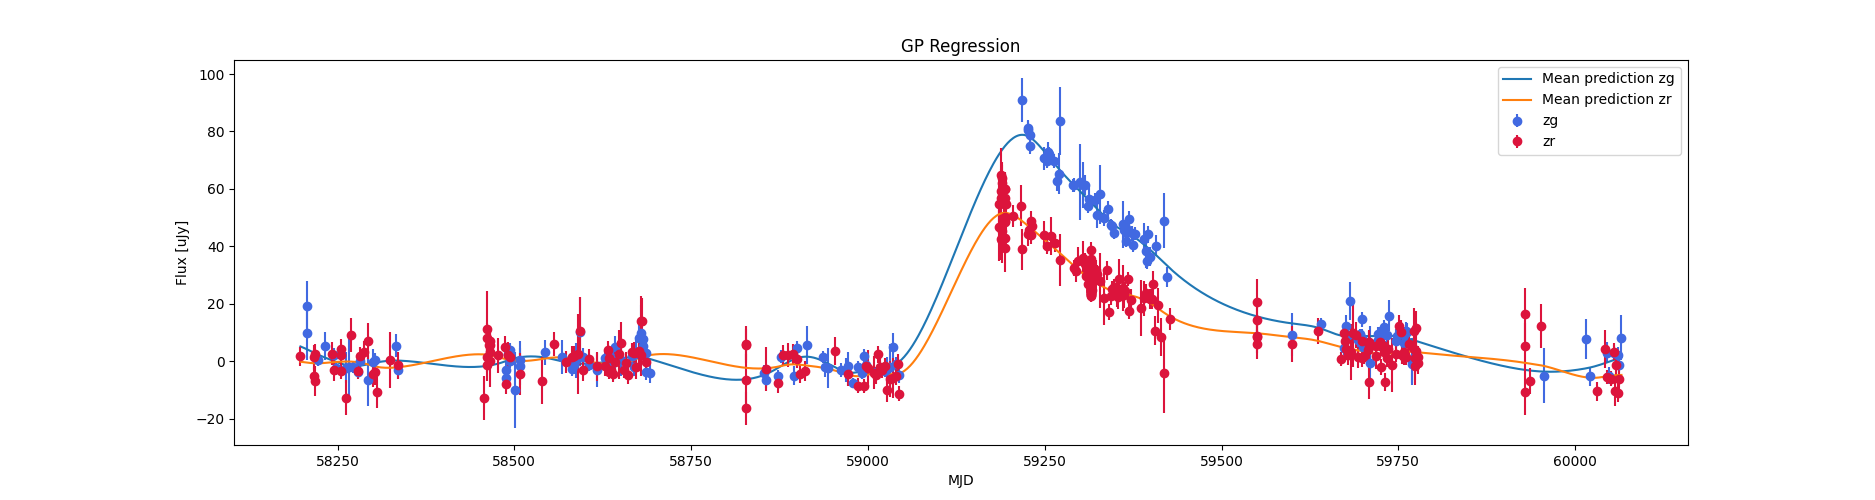 GP Regression
Flux [uJy]
100
80
60
40
20
0
−20
Mean prediction zg
Mean prediction zr
zg
zr
58250 58500 58750 59000 59250 59500 59750 60000
MJD